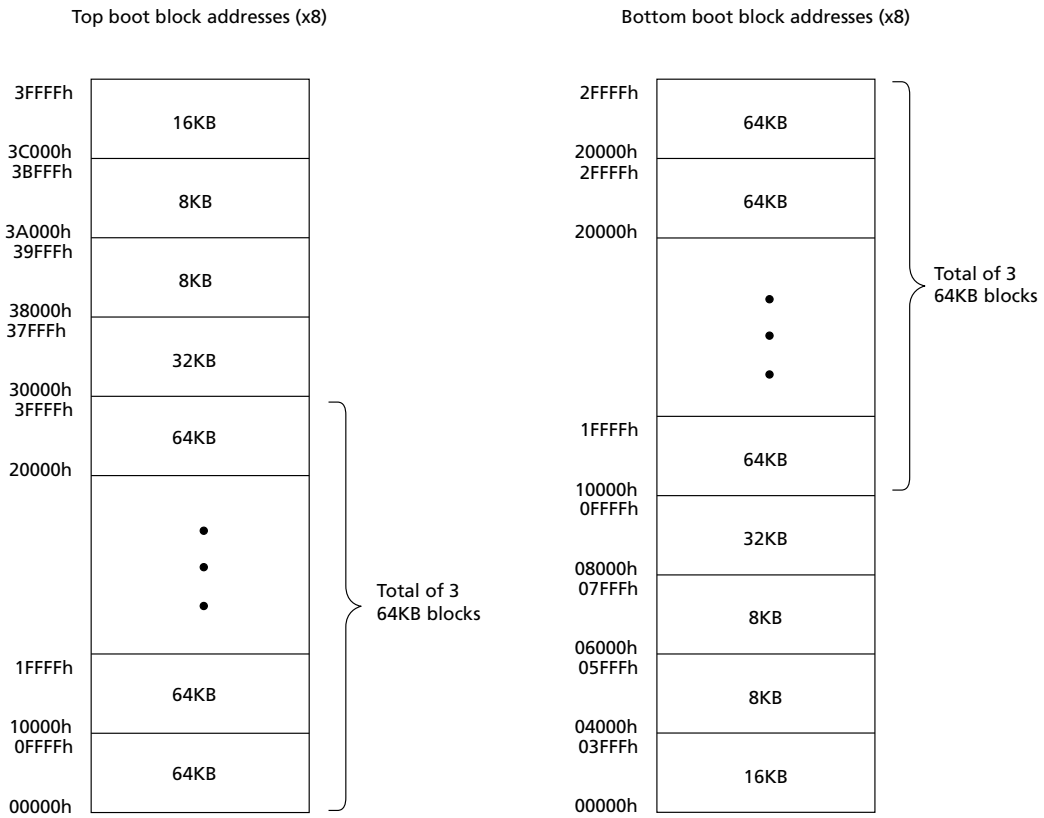 Top boot block addresses (x8)
3FFFFh
16KB
3C000h
3BFFFh
8KB
3A000h
39FFFh
8KB
38000h
37FFFh
32KB
30000h
3FFFFh
64KB
20000h
Total of 3
64KB blocks
1FFFFh
64KB
10000h
0FFFFh
64KB
00000h
Bottom boot block addresses (x8)
2FFFFh
64KB
20000h
2FFFFh
64KB
20000h
Total of 3
64KB blocks
1FFFFh
64KB
10000h
0FFFFh
32KB
08000h
07FFFh
8KB
06000h
05FFFh
8KB
04000h
03FFFh
16KB
00000h